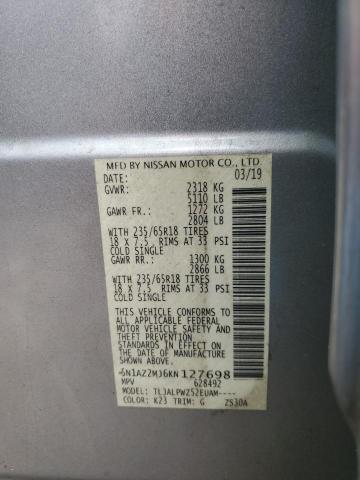 MFD BY NISSAN MOTOR CO., LTD.
DATE: 03/19
GVWR: 2318 KG
5110 LB
GAWR FR.: 1272 KG
2804 LB
WITH 235/65R18 TIRES
18 X 7.5 RIMS AT 33 PSI
COLD SINGLE
GAWR RR.: 1300 KG
2866 LB
WITH 235/65R18 TIRES
18 X 7.5 RIMS AT 33 PSI
COLD SINGLE
THIS VEHICLE CONFORMS TO
ALL APPLICABLE U.S. FEDERAL
MOTOR VEHICLE SAFETY
AND THEFT PREVENTION
STANDARDS IN EFFECT ON
THE DATE OF MANUFACTURE
SHOWN ABOVE.
5N1AZ2MJ6KN127698
MPV 628492
MODEL: TLJALPWZ52EUAM----
COLOR: K23 TRIM: G ZS30A